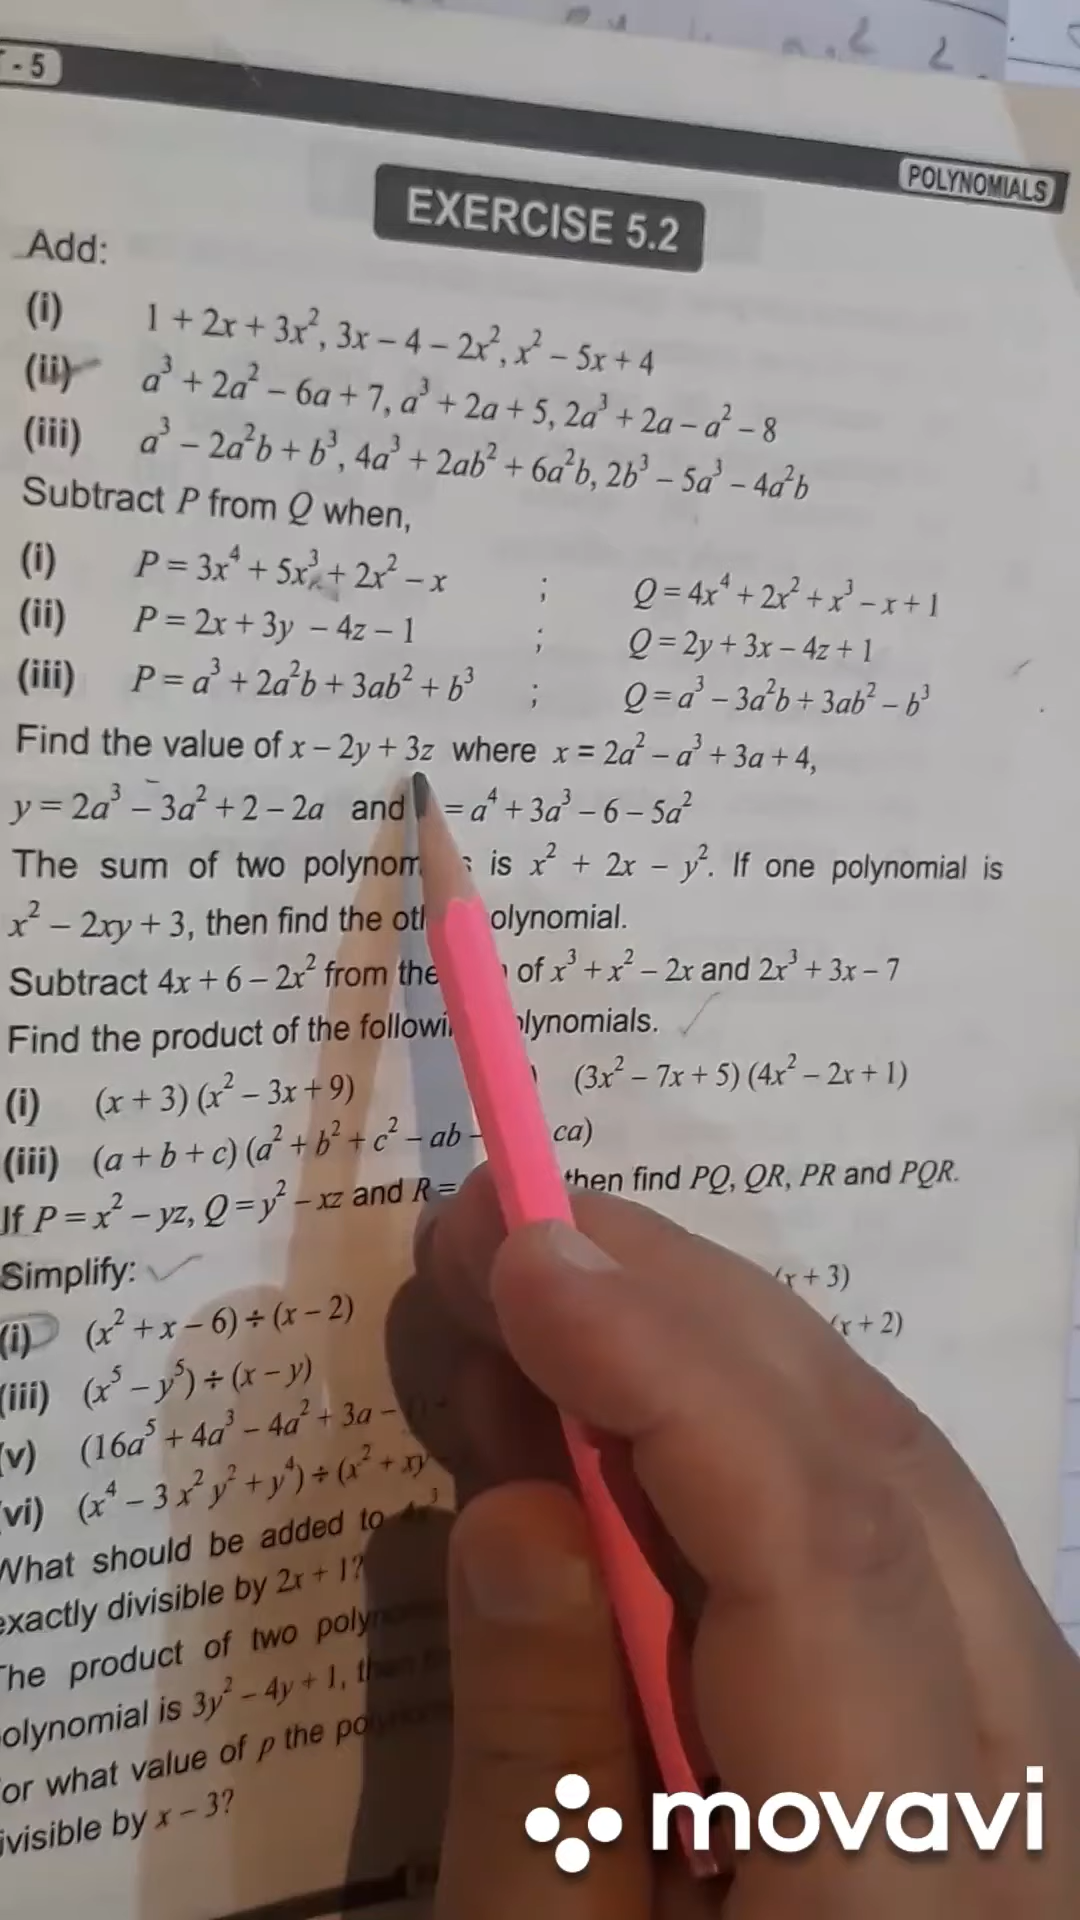 - 5
POLYNOMIALS
EXERCISE 5.2
Add:
(i) 1 + 2x + 3x², 3x – 4 – 2x², x² – 5x + 4
(ii) a³ + 2a² – 6a + 7, a³ + 2a + 5, 2a³ + 2a – a² – 8
(iii) a³ – 2a²b + b³, 4a³ + 2ab² + 6a²b, 2b³ – 5a³ – 4a²b
Subtract P from Q when,
(i) P = 3x⁴ + 5x³ + 2x² – x ; Q = 4x⁴ + 2x² + x³ – x + 1
(ii) P = 2x + 3y – 4z – 1 ; Q = 2y + 3x – 4z + 1
(iii) P = a³ + 2a²b + 3ab² + b³ ; Q = a³ – 3a²b + 3ab² – b³
Find the value of x – 2y + 3z where x = 2a² – a³ + 3a + 4,
y = 2a³ – 3a² + 2 – 2a and = a⁴ + 3a³ – 6 – 5a²
The sum of two is x² + 2x – y². If one polynomial is
x² – 2xy + 3, then find the
Subtract 4x + 6 – 2x² from the of x³ + x² – 2x and 2x³ + 3x – 7
Find the product of the
(i) (x + 3) (x² – 3x + 9) (3x² – 7x + 5) (4x² – 2x + 1)
(iii) (a + b + c) (a² + b² + c² – ab – ca)
If P = x² – yz, Q = y² – xz and R = then find PQ, QR, PR and PQR.
Simplify:
(i) (x² + x – 6) ÷ (x – 2) (x + 3)
(x + 2)
(iii) (x⁵ – y⁵) ÷ (x – y)
(v) (16a⁵ + 4a³ – 4a² + 3a –
(vi) (x⁴ – 3x²y² + y⁴) ÷ (x² + xy
What should be added to 4x³
exactly divisible by 2x + 1?
The product of two
polynomial is 3y² – 4y + 1,
what value of p the
by x – 3?
movavi